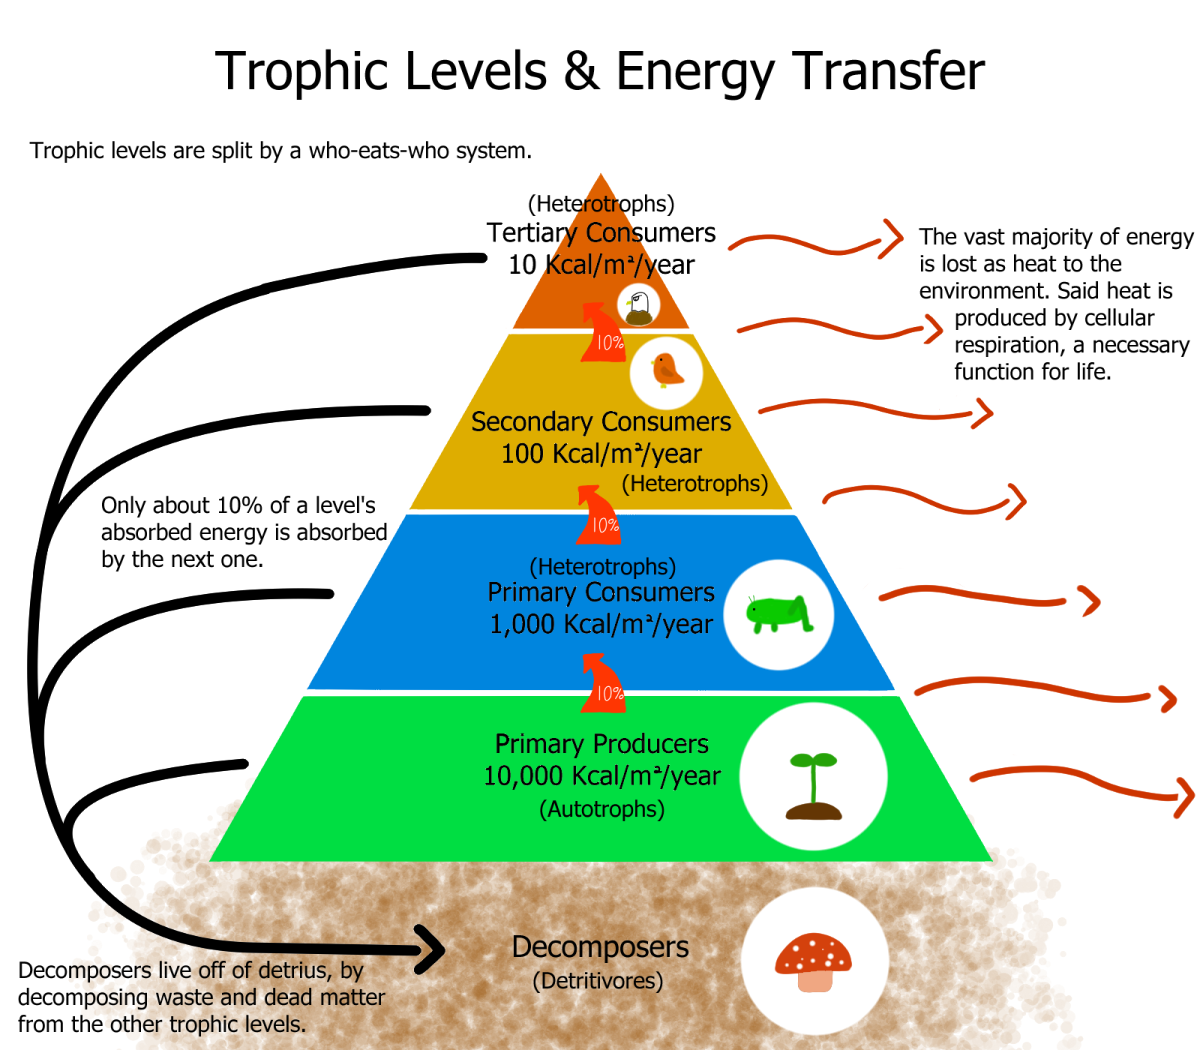 Trophic Levels & Energy Transfer
Trophic levels are split by a who-eats-who system.
(Heterotrophs)
Tertiary Consumers
10 Kcal/m²/year
The vast majority of energy
is lost as heat to the
environment. Said heat is
produced by cellular
respiration, a necessary
function for life.
10%
Secondary Consumers
100 Kcal/m²/year
(Heterotrophs)
Only about 10% of a level's
absorbed energy is absorbed
by the next one.
10%
(Heterotrophs)
Primary Consumers
1,000 Kcal/m²/year
10%
Primary Producers
10,000 Kcal/m²/year
(Autotrophs)
Decomposers
(Detritivores)
Decomposers live off of detrius, by
decomposing waste and dead matter
from the other trophic levels.